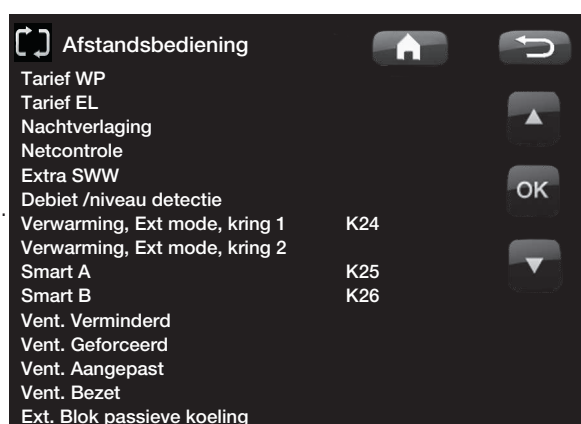 Afstandsbediening
Tarief WP
Tarief EL
Nachtverlaging
Netcontrole
Extra SWW
Debiet /niveau detectie
Verwarming, Ext mode, kring 1 K24
Verwarming, Ext mode, kring 2
Smart A K25
Smart B K26
Vent. Verminderd
Vent. Geforceerd
Vent. Aangepast
Vent. Bezet
Ext. Blok passieve koeling
OK